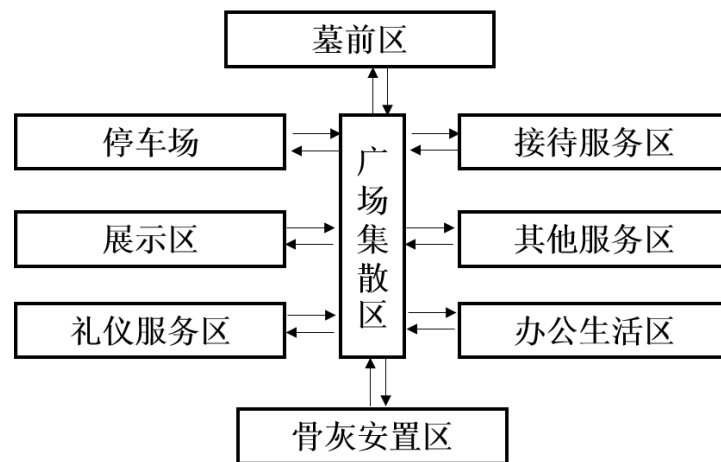 墓前区
停车场
广场集散区
接待服务区
展示区
其他服务区
礼仪服务区
办公生活区
骨灰安置区